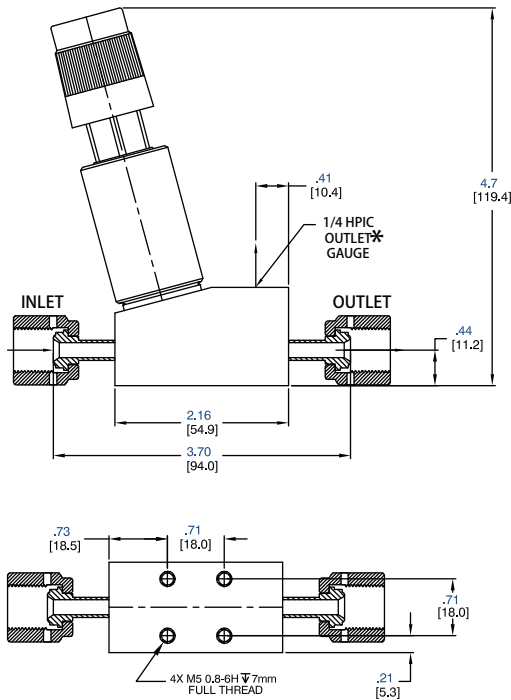 .41
[10.4]
4.7
[119.4]
1/4 HPIC
OUTLET*
GAUGE
INLET
OUTLET
.44
[11.2]
2.16
[54.9]
3.70
[94.0]
.73
[18.5]
.71
[18.0]
.71
[18.0]
.21
[5.3]
4X M5 0.8-6H ↧ 7mm
FULL THREAD